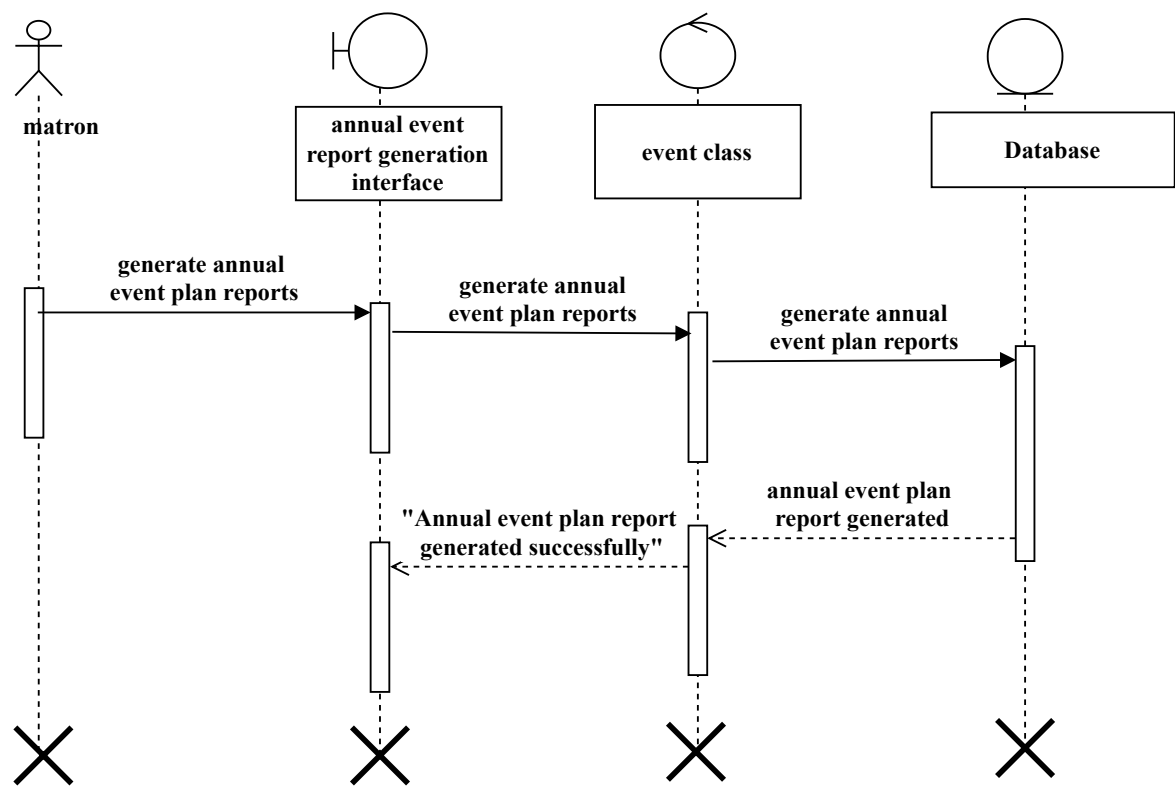 matron
annual event
report generation
interface
event class
Database
generate annual
event plan reports
generate annual
event plan reports
generate annual
event plan reports
annual event plan
report generated
"Annual event plan report
generated successfully"